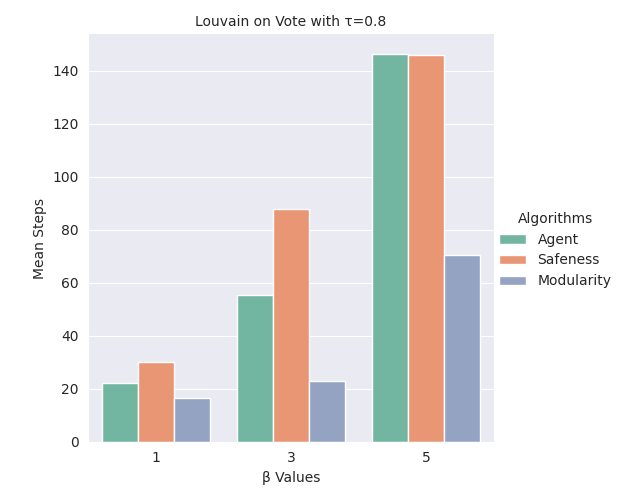 Louvain on Vote with τ=0.8
Mean Steps
140
120
100
80
60
40
20
0
1 3 5
β Values
Algorithms
Agent
Safeness
Modularity